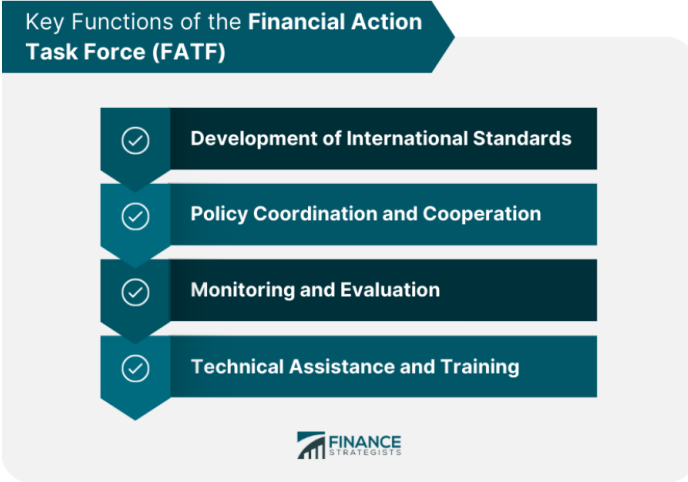 Key Functions of the Financial Action
Task Force (FATF)
Development of International Standards
Policy Coordination and Cooperation
Monitoring and Evaluation
Technical Assistance and Training
FINANCE
STRATEGISTS